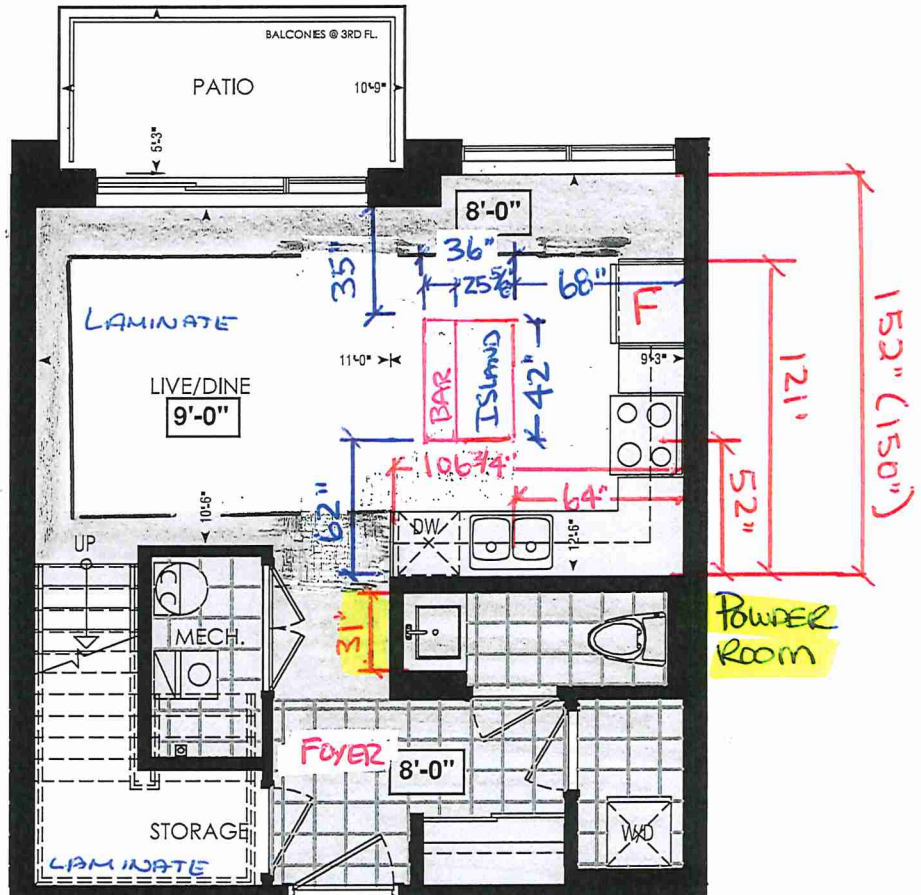 BALCONIES @ 3RD FL.
PATIO
10'-9"
5'-3"
8'-0"
36"
25 5/8"
68"
35"
F
LAMINATE
LIVE/DINE
9'-0"
11'-0"
BAR
ISLAND
42"
9'-3"
121"
152" (150")
106 3/4"
64"
52"
62"
10'-6"
DW
12'-6"
UP
MECH.
31"
POWDER
ROOM
FOYER
8'-0"
STORAGE
W/D
LAMINATE